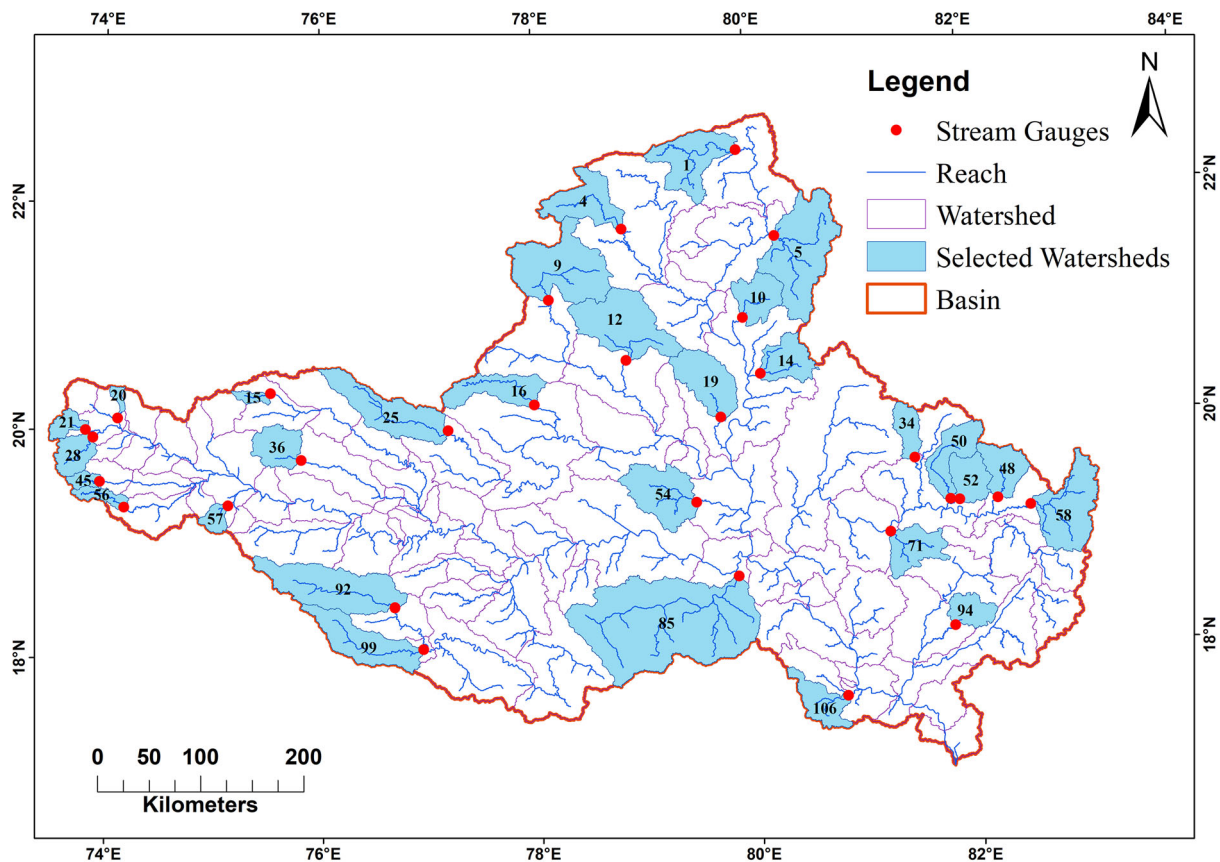 74°E 76°E 78°E 80°E 82°E 84°E
N
Legend
Stream Gauges
Reach
Watershed
Selected Watersheds
Basin
22°N
22°N
1
4
5
9
10
12
14
19
16
15
20
25
20°N
20°N
21
28
36
34
50
45
56
54
52
48
57
58
71
92
94
85
99
18°N
18°N
106
0 50 100 200
Kilometers
74°E 76°E 78°E 80°E 82°E